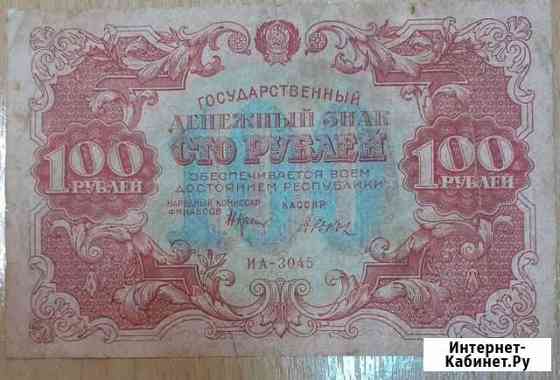 ГОСУДАРСТВЕННЫЙ
ДЕНЕЖНЫЙ ЗНАК
СТО РУБЛЕЙ
100
РУБЛЕЙ
100
РУБЛЕЙ
ОБЕСПЕЧИВАЕТСЯ ВСЕМ
ДОСТОЯНИЕМ РЕСПУБЛИКИ
НАРОДНЫЙ КОМИССАР
ФИНАНСОВ
КАССИР
ИА-3045
Интернет-
Кабинет.Ру